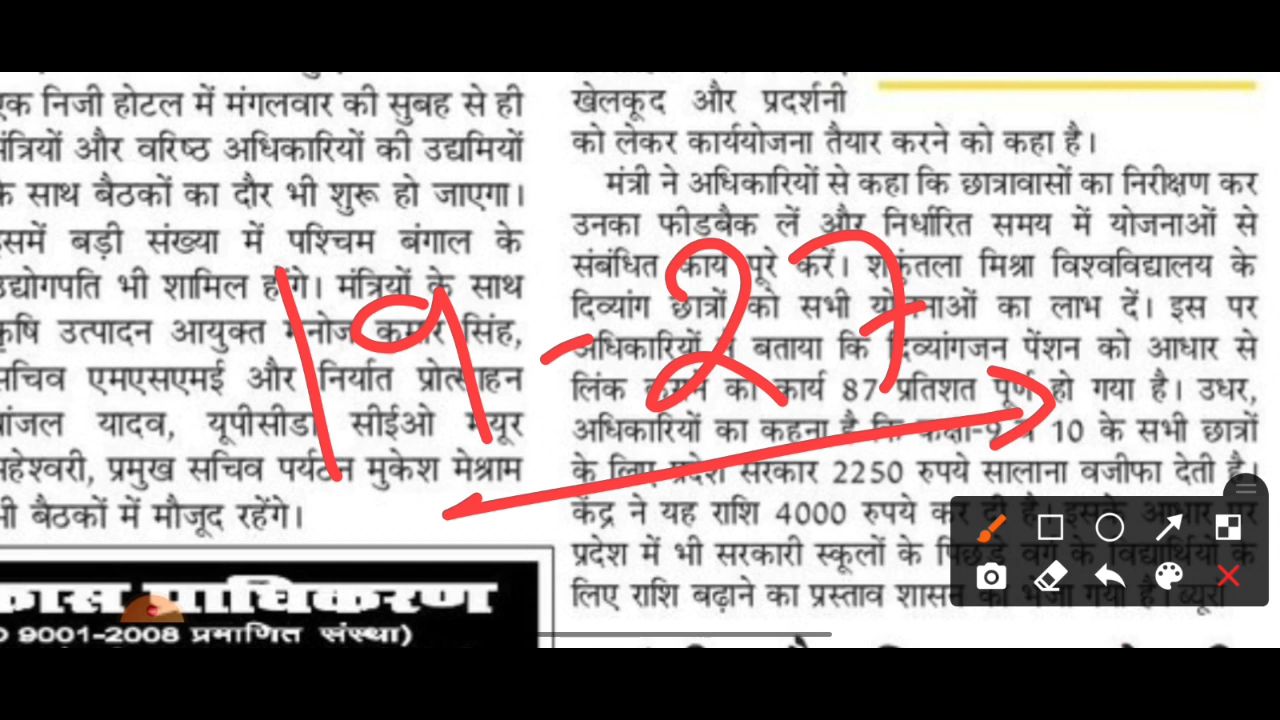 एक निजी होटल में मंगलवार की सुबह से ही
मंत्रियों और वरिष्ठ अधिकारियों की उद्यमियों
के साथ बैठकों का दौर भी शुरू हो जाएगा।
इसमें बड़ी संख्या में पश्चिम बंगाल के
उद्योगपति भी शामिल होंगे। मंत्रियों के साथ
कृषि उत्पादन आयुक्त मनोज कुमार सिंह,
सचिव एमएसएमई और निर्यात प्रोत्साहन
प्रांजल यादव, यूपीसीडा सीईओ मयूर
महेश्वरी, प्रमुख सचिव पर्यटन मुकेश मेश्राम
भी बैठकों में मौजूद रहेंगे।
प्राधिकरण
9001-2008 प्रमाणित संस्था)
खेलकूद और प्रदर्शनी
को लेकर कार्ययोजना तैयार करने को कहा है।
मंत्री ने अधिकारियों से कहा कि छात्रावासों का निरीक्षण कर
उनका फीडबैक लें और निर्धारित समय में योजनाओं से
संबंधित कार्य पूरे करें। शकुंतला मिश्रा विश्वविद्यालय के
दिव्यांग छात्रों को सभी योजनाओं का लाभ दें। इस पर
अधिकारियों ने बताया कि दिव्यांगजन पेंशन को आधार से
लिंक कराने का कार्य 87 प्रतिशत पूर्ण हो गया है। उधर,
अधिकारियों का कहना है कि कक्षा-9 व 10 के सभी छात्रों
के लिए प्रदेश सरकार 2250 रुपये सालाना वजीफा देती है।
केंद्र ने यह राशि 4000 रुपये कर दी है। इसके आधार पर
प्रदेश में भी सरकारी स्कूलों के पिछड़े वर्ग के विद्यार्थियों के
लिए राशि बढ़ाने का प्रस्ताव शासन को भेजा गया है। ब्यूरो
19-27